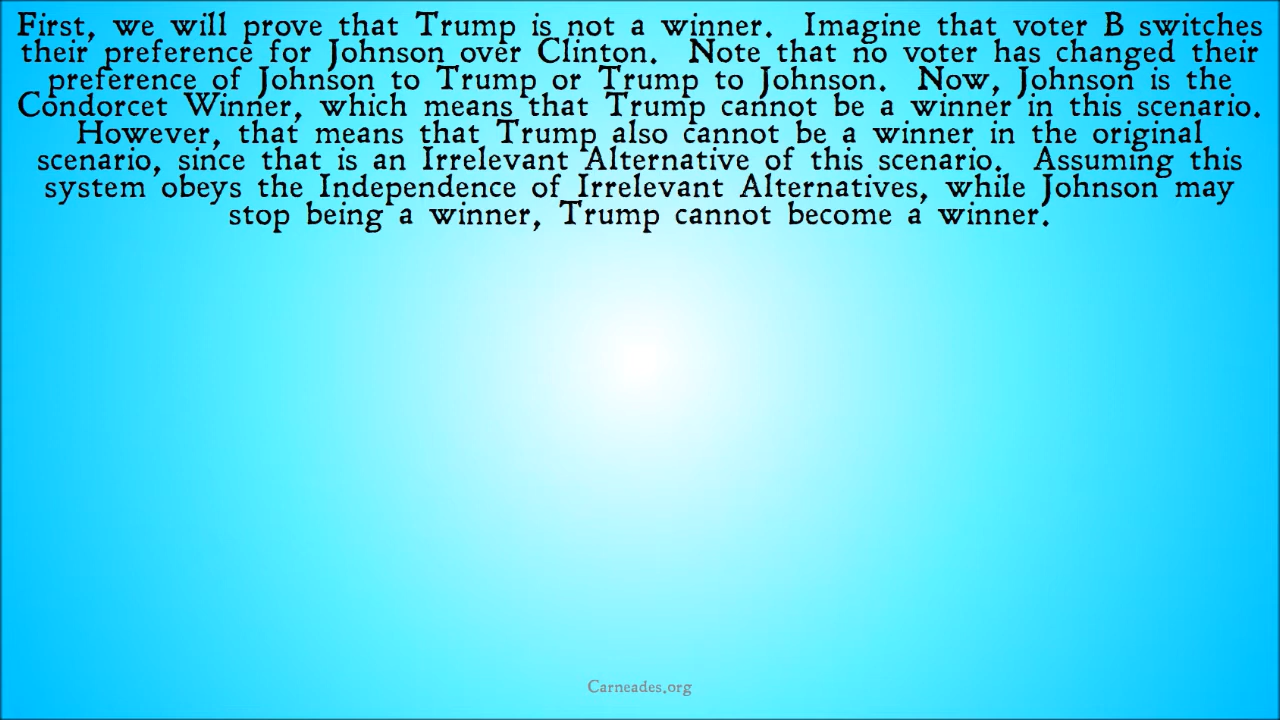 First, we will prove that Trump is not a winner. Imagine that voter B switches
their preference for Johnson over Clinton. Note that no voter has changed their
preference of Johnson to Trump or Trump to Johnson. Now, Johnson is the
Condorcet Winner, which means that Trump cannot be a winner in this scenario.
However, that means that Trump also cannot be a winner in the original
scenario, since that is an Irrelevant Alternative of this scenario. Assuming this
system obeys the Independence of Irrelevant Alternatives, while Johnson may
stop being a winner, Trump cannot become a winner.
Carneades.org